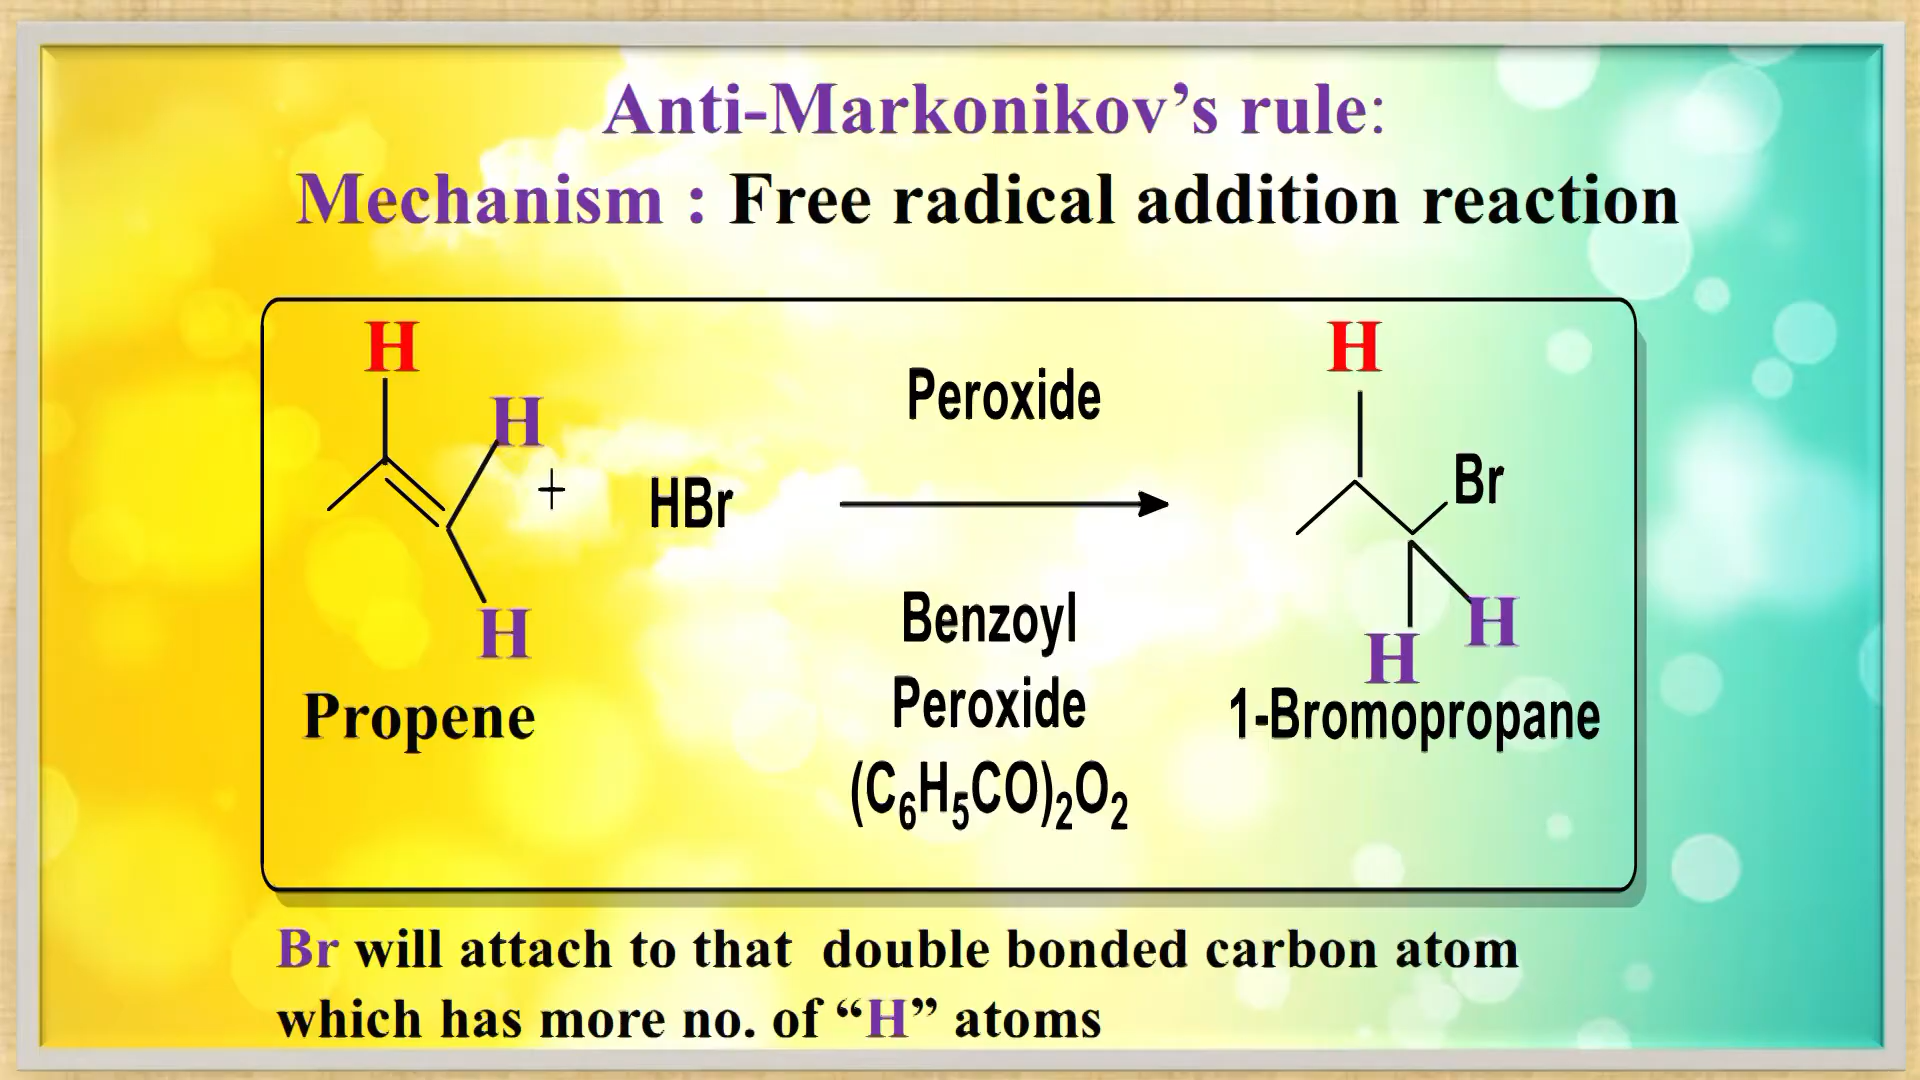 Anti-Markonikov’s rule:
Mechanism : Free radical addition reaction
H
H
H
+
HBr
Propene
Peroxide
Benzoyl
Peroxide
(C₆H₅CO)₂O₂
H
Br
H
H
1-Bromopropane
Br will attach to that double bonded carbon atom
which has more no. of “H” atoms